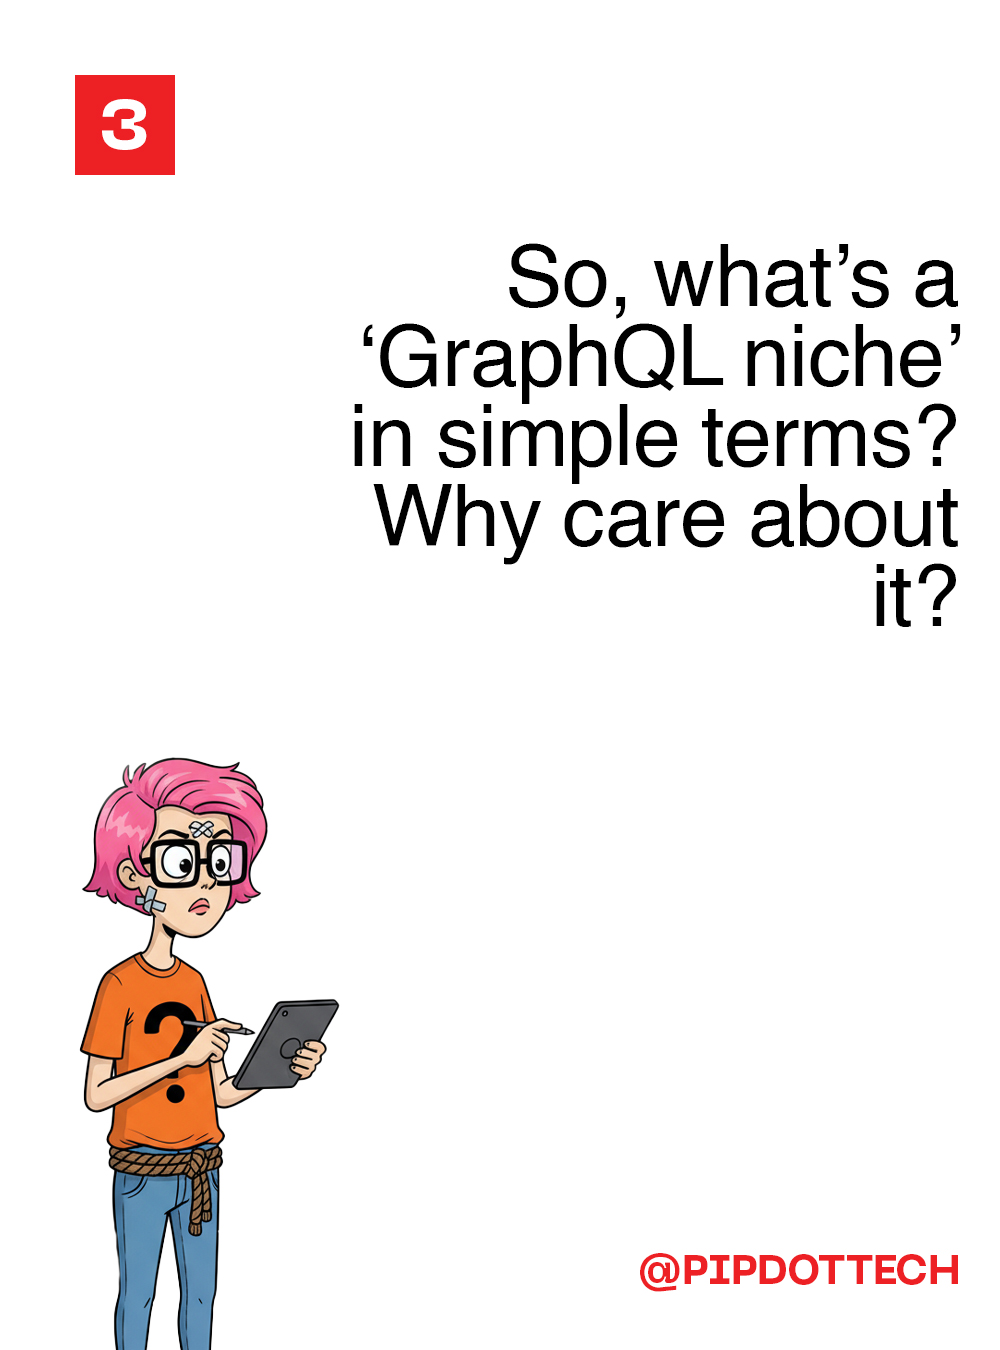 3
So, what’s a
‘GraphQL niche’
in simple terms?
Why care about
it?
?
@PIPDOTTECH